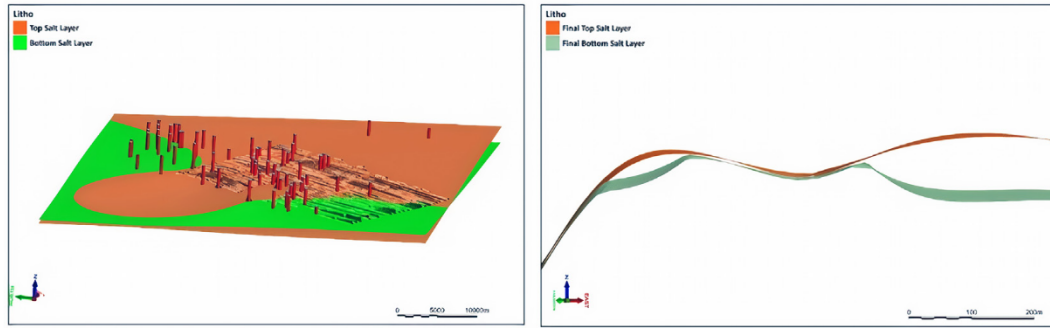 Litho
Top Salt Layer
Bottom Salt Layer
Z
0 5000 10000m
Litho
Final Top Salt Layer
Final Bottom Salt Layer
Z
EAST
0 100 200m